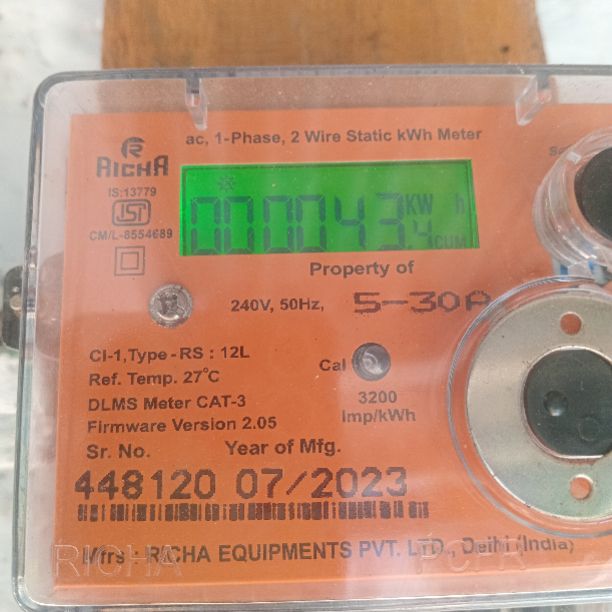 ac, 1-Phase, 2 Wire Static kWh Meter
RICHA
IS:13779
ISI
CM/L-8554689
000043.4 KW h
CUM
Property of
240V, 50Hz, 5-30A
Cl-1,Type-RS : 12L
Ref. Temp. 27°C
Cal
3200
imp/kWh
DLMS Meter CAT-3
Firmware Version 2.05
Sr. No. Year of Mfg.
448120 07/2023
Mfrs : RICHA EQUIPMENTS PVT. LTD., Delhi (India)
RICHA